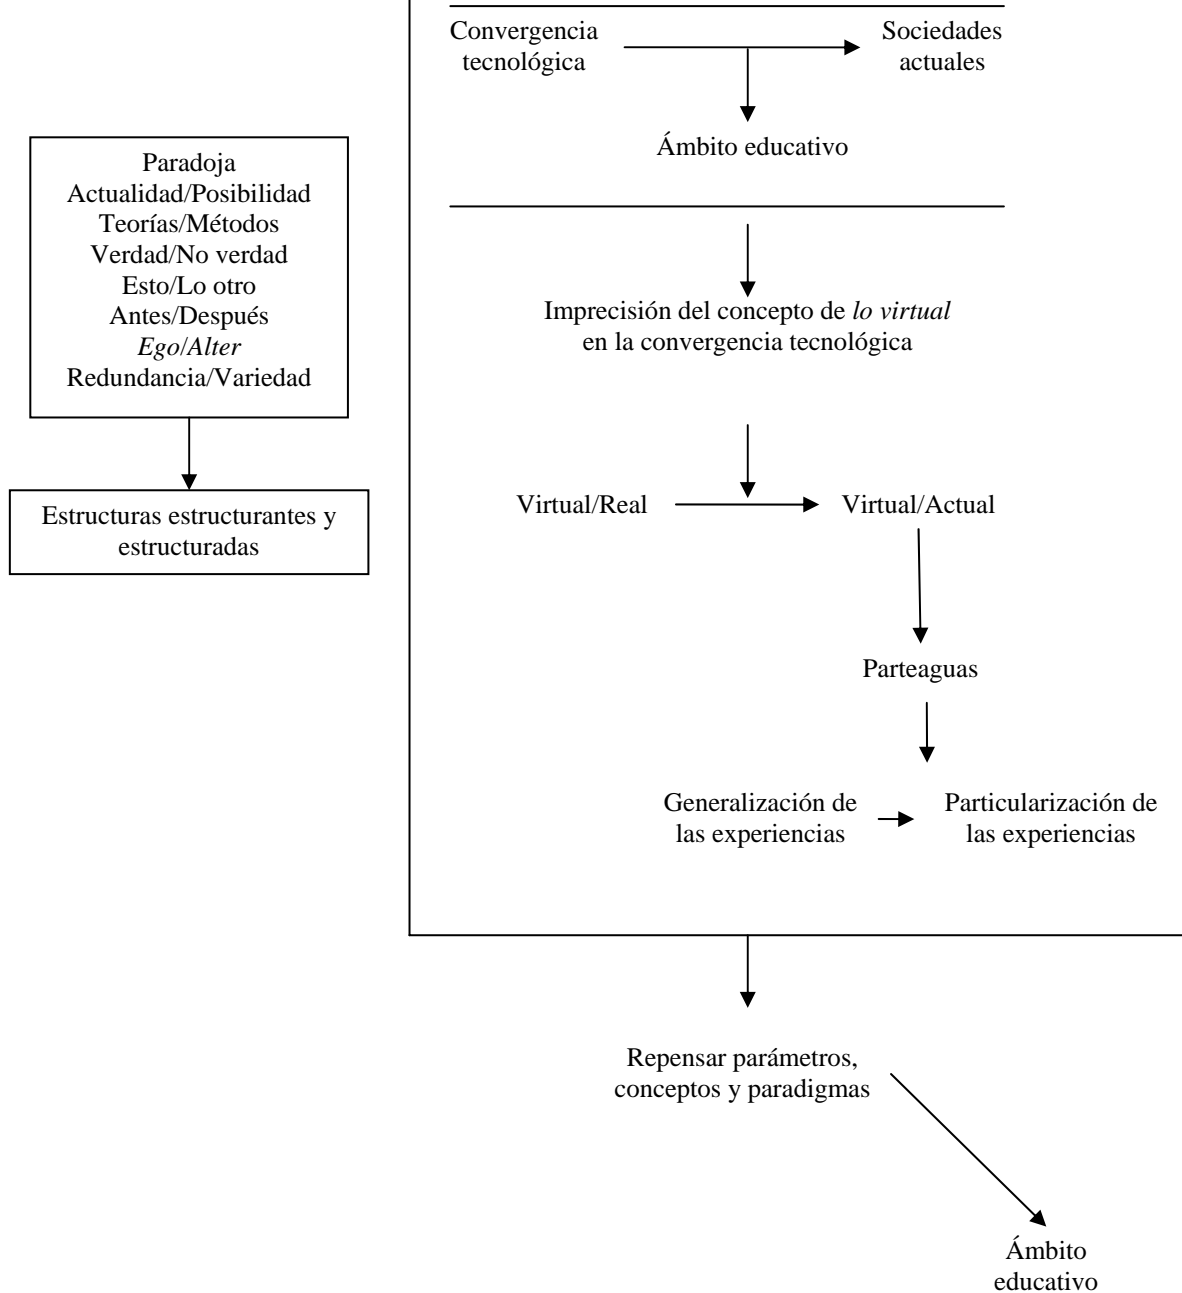 Convergencia
tecnológica
Sociedades
actuales
Ámbito educativo
Paradoja
Actualidad/Posibilidad
Teorías/Métodos
Verdad/No verdad
Esto/Lo otro
Antes/Después
Ego/Alter
Redundancia/Variedad
Estructuras estructurantes y
estructuradas
Imprecisión del concepto de lo virtual
en la convergencia tecnológica
Virtual/Real
Virtual/Actual
Parteaguas
Generalización de
las experiencias
Particularización de
las experiencias
Repensar parámetros,
conceptos y paradigmas
Ámbito
educativo